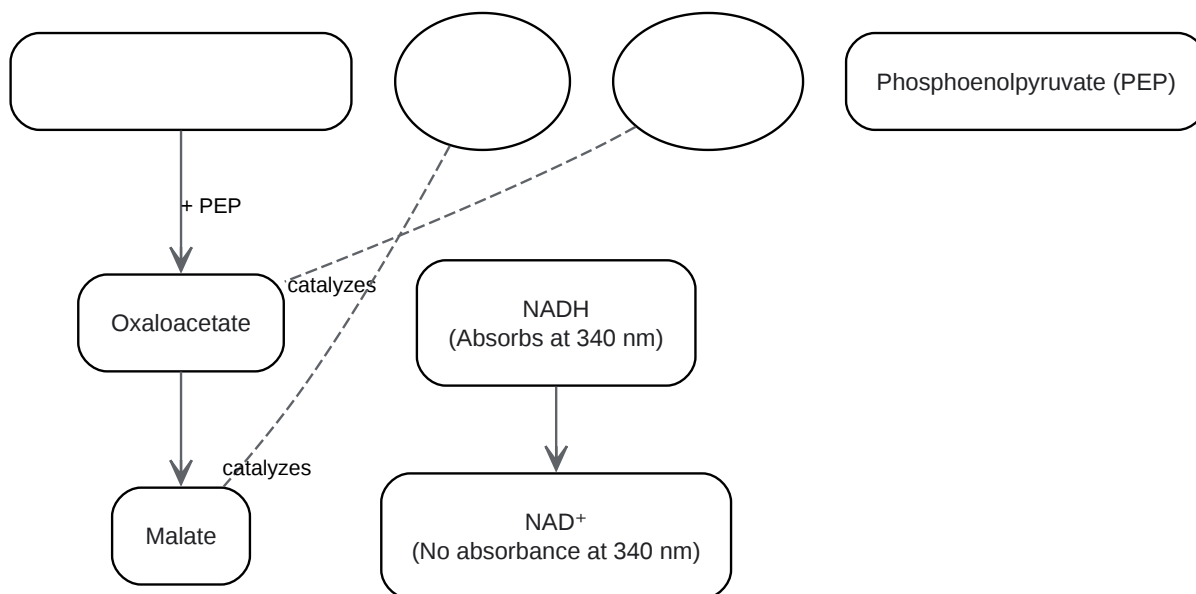 Phosphoenolpyruvate (PEP)
+ PEP
catalyzes
Oxaloacetate
NADH
(Absorbs at 340 nm)
catalyzes
Malate
NAD⁺
(No absorbance at 340 nm)